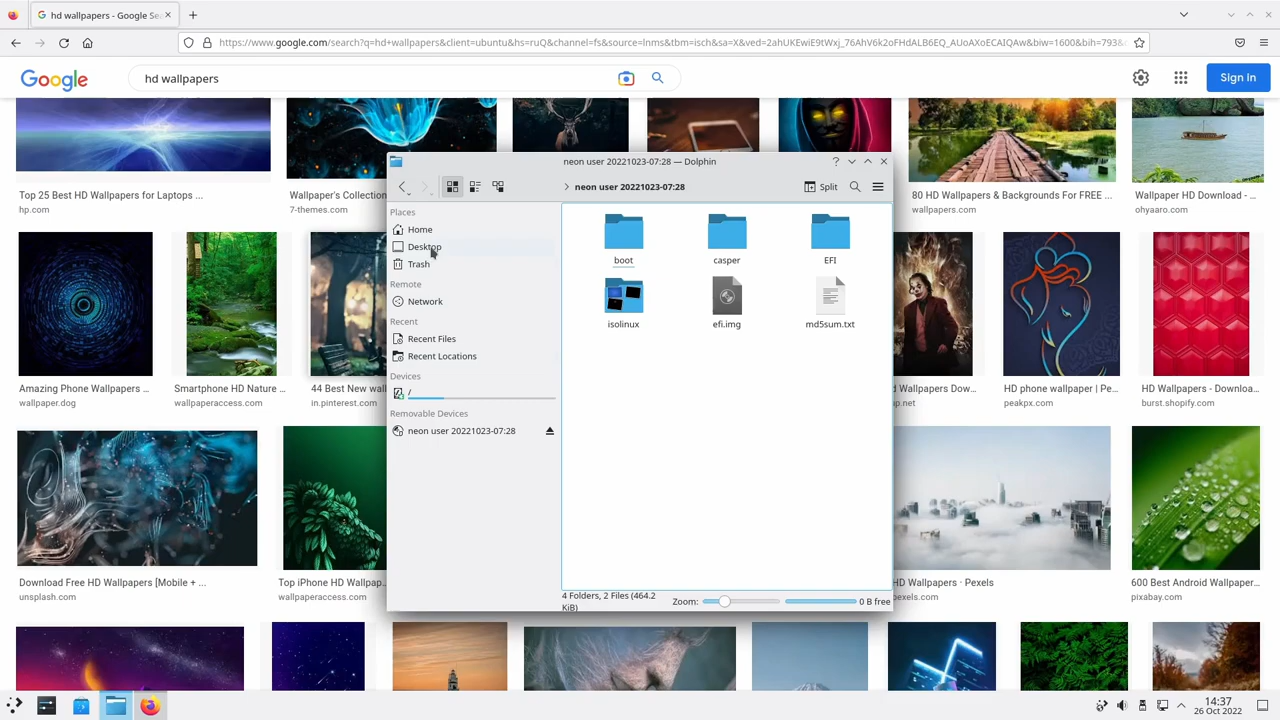 hd wallpapers - Google Se
https://www.google.com/search?q=hd+wallpapers&client=ubuntu&hs=ruQ&channel=fs&source=lnms&tbm=isch&sa=X&ved=2ahUKEwiE9tWxj_76AhV6k2oFHdALB6EQ_AUoAXoECAIQAw&biw=1600&bih=793&
Google
hd wallpapers
Sign In
Top 25 Best HD Wallpapers for Laptops ...
hp.com
Wallpaper's Collection
7-themes.com
80 HD Wallpapers & Backgrounds For FREE ...
wallpapers.com
Wallpaper HD Download - ...
ohyaaro.com
neon user 20221023-07:28 — Dolphin
neon user 20221023-07:28
Split
Places
Home
Desktop
Trash
Remote
Network
Recent
Recent Files
Recent Locations
Devices
/
Removable Devices
neon user 20221023-07:28
boot
casper
EFI
isolinux
efi.img
md5sum.txt
4 Folders, 2 Files (464.2
KiB)
Zoom:
0 B free
Amazing Phone Wallpapers ...
wallpaper.dog
Smartphone HD Nature ...
wallpaperaccess.com
44 Best New wall
in.pinterest.com
d Wallpapers Dow...
up.net
HD phone wallpaper | Pe...
peakpx.com
HD Wallpapers - Downloa...
burst.shopify.com
Download Free HD Wallpapers [Mobile + ...
unsplash.com
Top iPhone HD Wallpap
wallpaperaccess.com
HD Wallpapers · Pexels
pexels.com
600 Best Android Wallpaper...
pixabay.com
14:37
26 Oct 2022